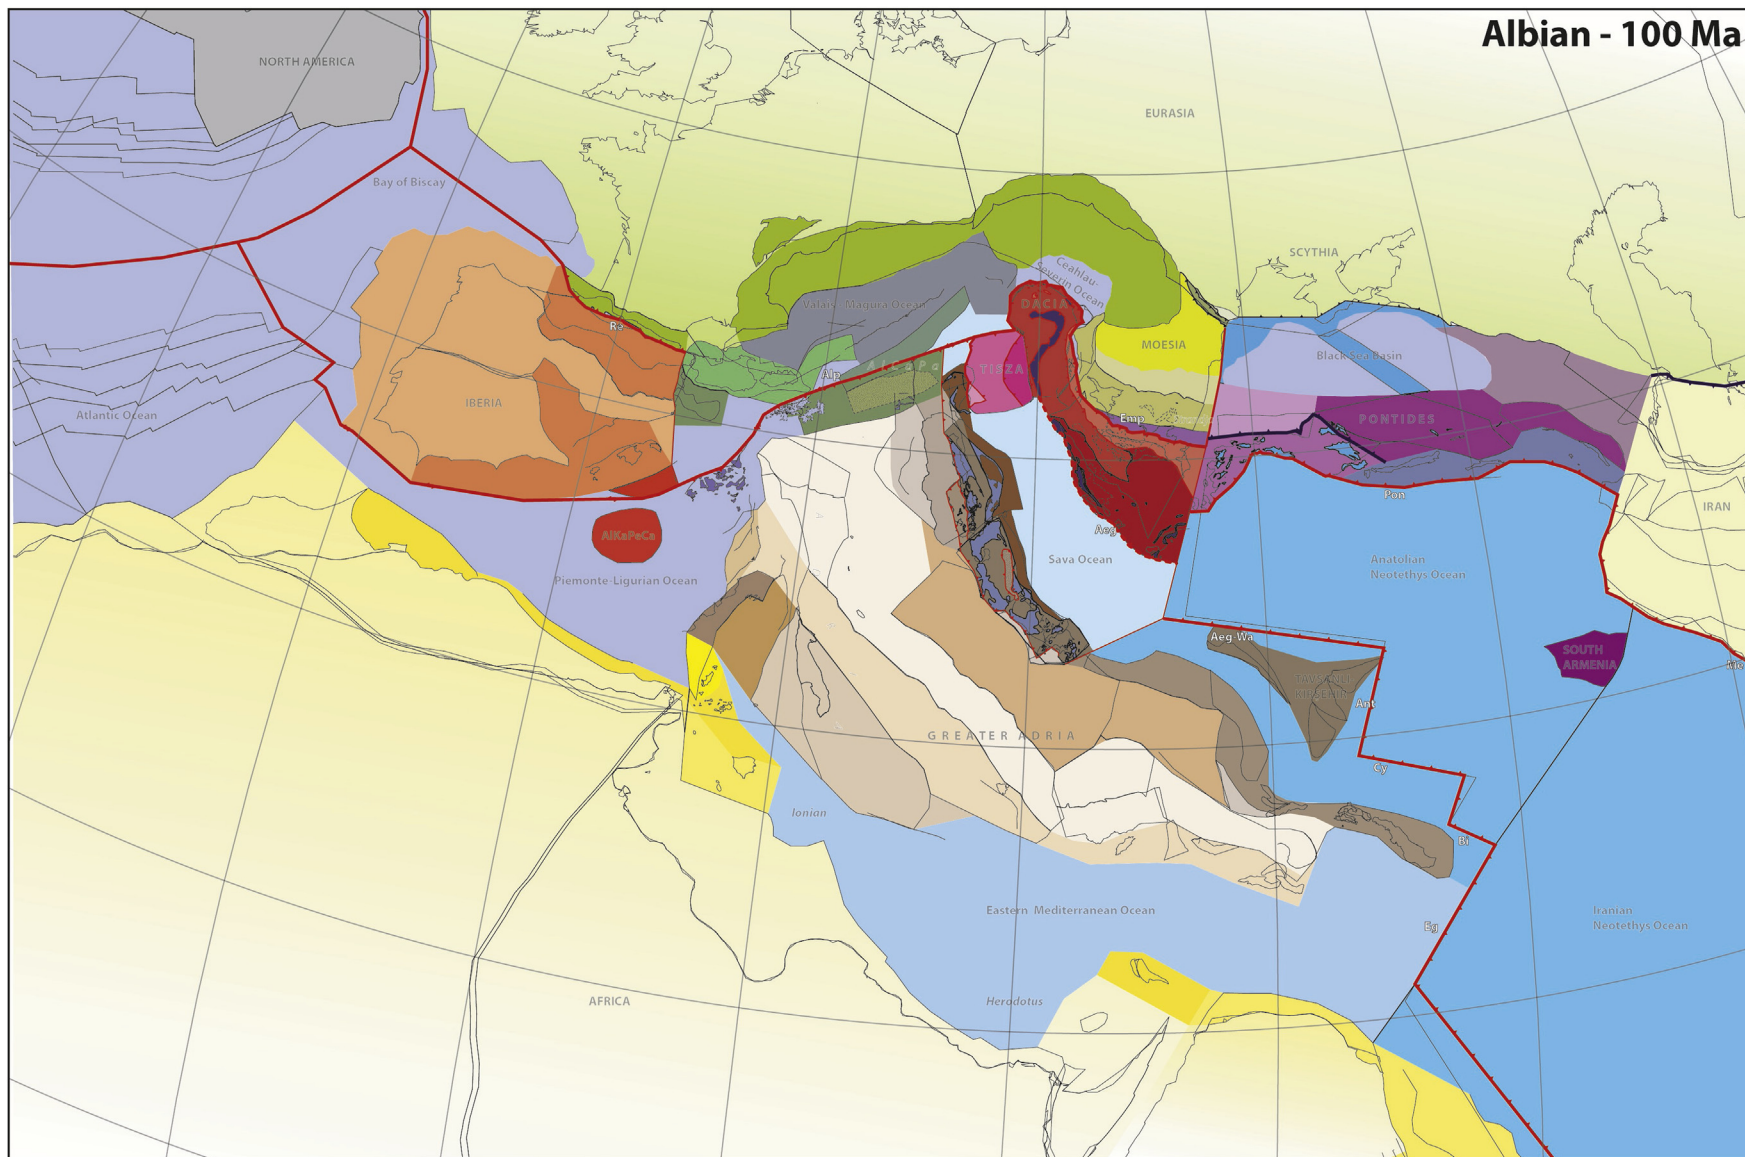 Albian - 100 Ma
NORTH AMERICA
EURASIA
Bay of Biscay
SCYTHIA
Ceahlau-
Severin Ocean
Valais - Magura Ocean
DACIA
Re
MOESIA
Black Sea Basin
Alp
ALCAPA
TISZA
IBERIA
Atlantic Ocean
Emp
PONTIDES
Pon
IRAN
AlKaPeCa
Aeg
Sava Ocean
Anatolian
Neotethys Ocean
Piemonte-Ligurian Ocean
Aeg-Wa
SOUTH
ARMENIA
TAVSANLI
KIRSEHIR
Ant
GREATER ADRIA
Cy
Ionian
Bi
Eastern Mediterranean Ocean
Iranian
Neotethys Ocean
Eg
AFRICA
Herodotus